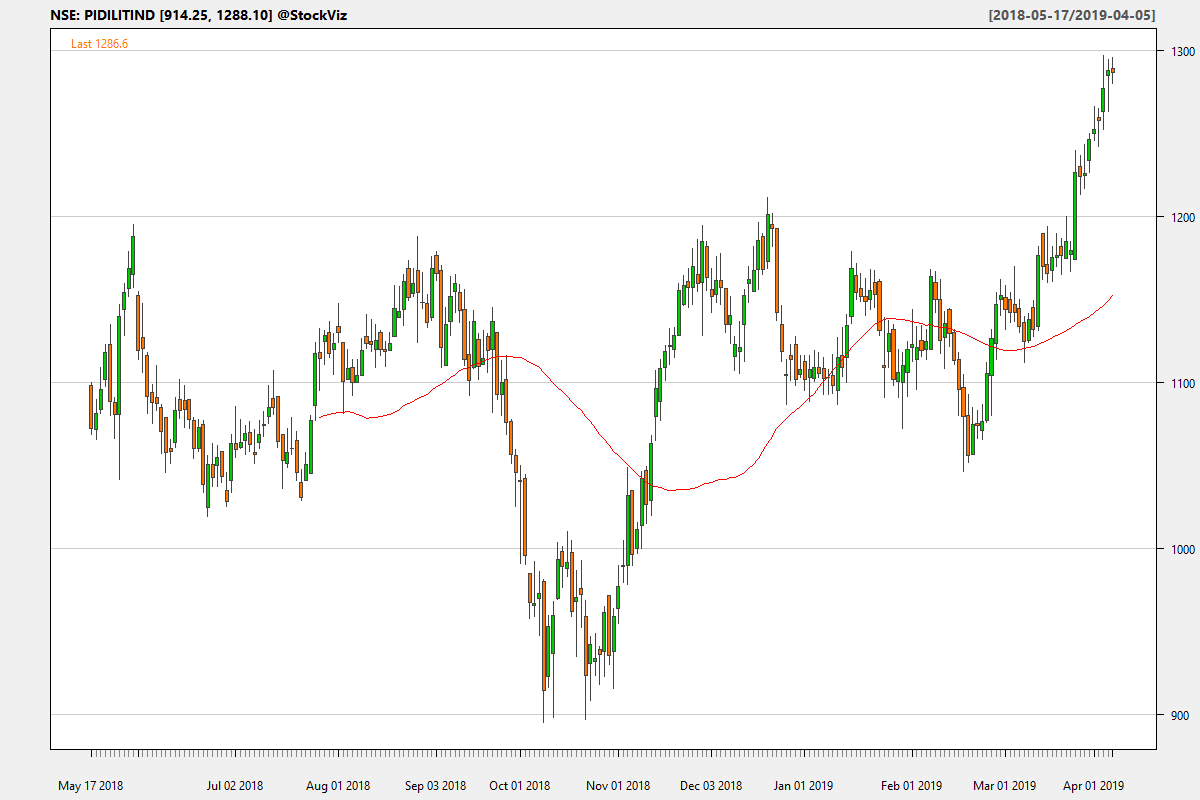 NSE: PIDILITIND [914.25, 1288.10] @StockViz
[2018-05-17/2019-04-05]
Last 1286.6
1300
1200
1100
1000
900
May 17 2018
Jul 02 2018
Aug 01 2018
Sep 03 2018
Oct 01 2018
Nov 01 2018
Dec 03 2018
Jan 01 2019
Feb 01 2019
Mar 01 2019
Apr 01 2019